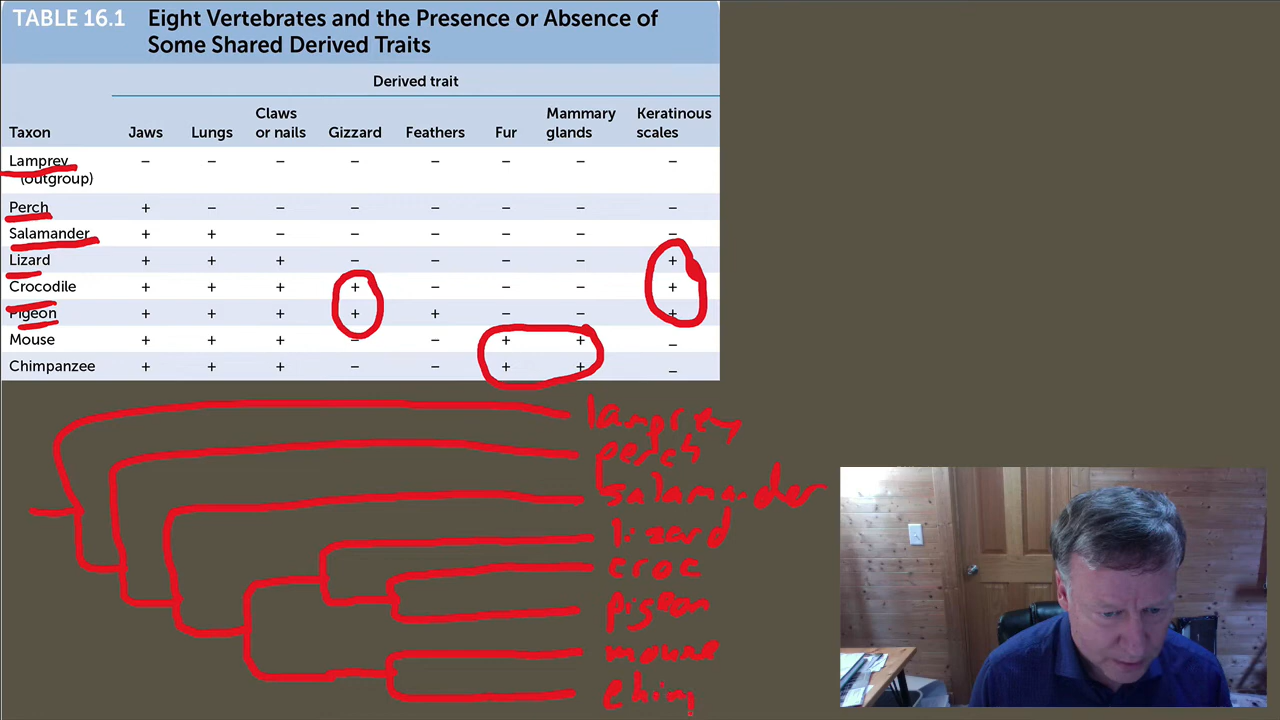 TABLE 16.1 Eight Vertebrates and the Presence or Absence of
Some Shared Derived Traits
Derived trait
Taxon Jaws Lungs Claws or nails Gizzard Feathers Fur Mammary glands Keratinous scales
Lamprey (outgroup) – – – – – – – –
Perch + – – – – – – –
Salamander + + – – – – – –
Lizard + + + – – – – +
Crocodile + + + + – – – +
Pigeon + + + + + – – +
Mouse + + + – – + + _
Chimpanzee + + + – – + + _
lamprey
perch
salamander
lizard
croc
pigeon
mouse
chim